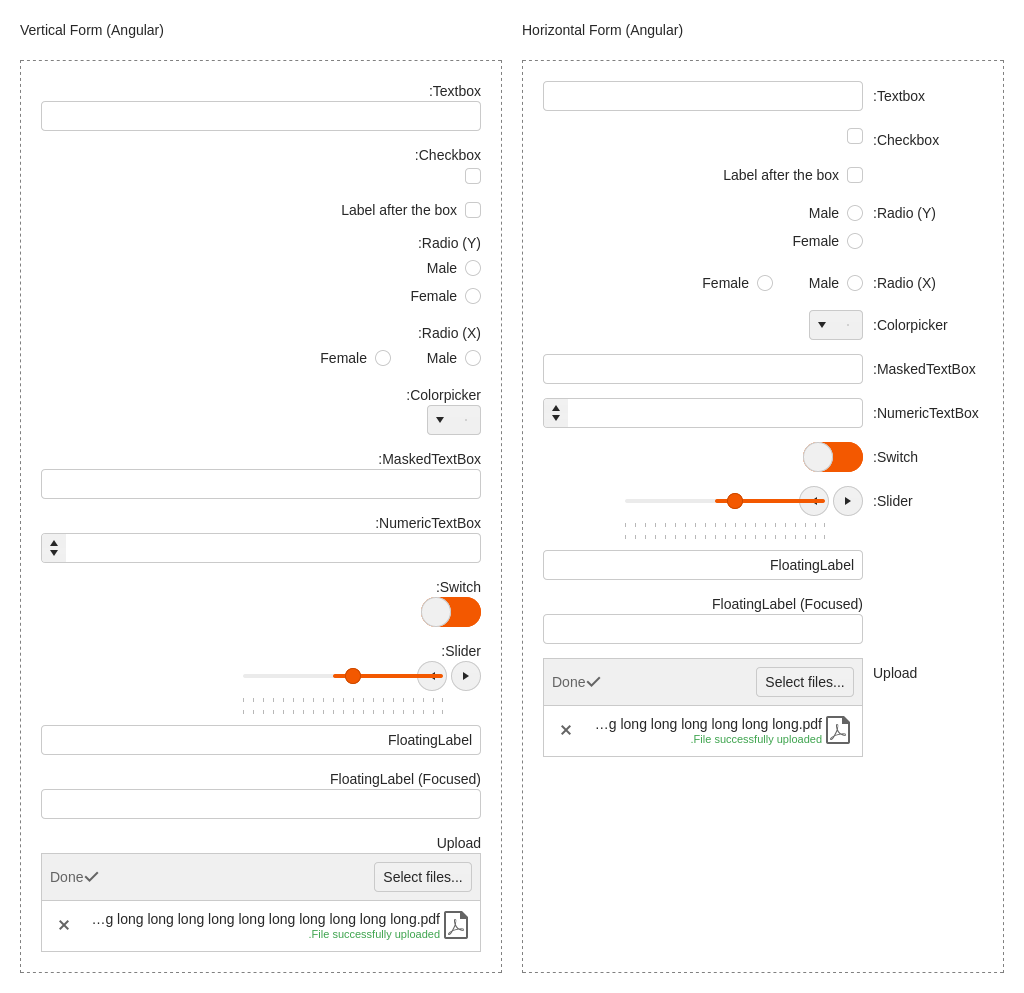 Vertical Form (Angular)
:Textbox
:Checkbox
Label after the box
:Radio (Y)
Male
Female
:Radio (X)
Female Male
:Colorpicker
:MaskedTextBox
:NumericTextBox
:Switch
:Slider
FloatingLabel
FloatingLabel (Focused)
Upload
Done Select files...
...g long long long long long long long long long long.pdf
.File successfully uploaded
Horizontal Form (Angular)
:Textbox
:Checkbox
Label after the box
Male :Radio (Y)
Female
Female Male :Radio (X)
:Colorpicker
:MaskedTextBox
:NumericTextBox
:Switch
:Slider
FloatingLabel
FloatingLabel (Focused)
Done Select files... Upload
...g long long long long long long.pdf
.File successfully uploaded